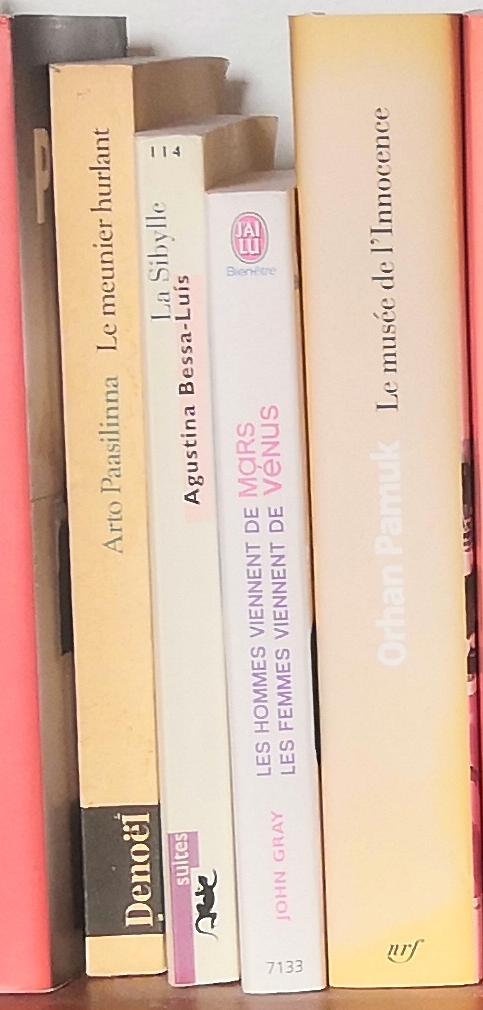 P
Arto Paasilinna Le meunier hurlant
Denoël
114
La Sibylle
Agustina Bessa-Luís
suites
J'AI
LU
Bien-être
LES HOMMES VIENNENT DE MARS
LES FEMMES VIENNENT DE VéNUS
JOHN GRAY
7133
Orhan Pamuk Le musée de l'Innocence
nrf